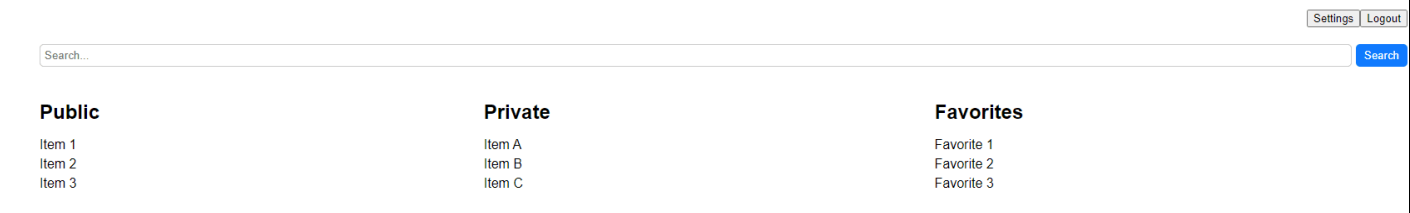 Settings Logout
Search... Search
Public Private Favorites
Item 1 Item A Favorite 1
Item 2 Item B Favorite 2
Item 3 Item C Favorite 3